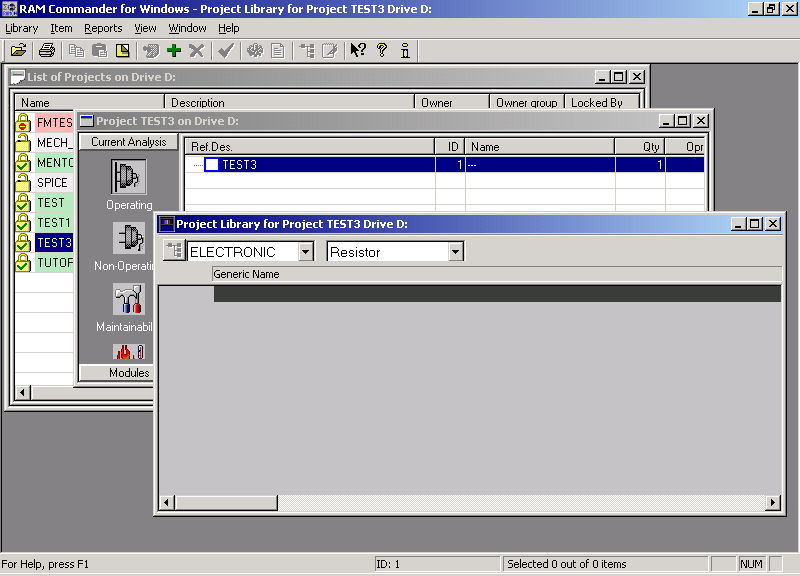 RAM Commander for Windows - Project Library for Project TEST3 Drive D:
Library Item Reports View Window Help
List of Projects on Drive D:
Name Description Owner Owner group Locked By
FMTES
MECH_
MENTO
SPICE
TEST
TEST1
TEST3
TUTOF
Project TEST3 on Drive D:
Current Analysis
Operating
Non-Operatin
Maintainabil
Modules
Ref.Des. ID Name Qty Opr
TEST3 1 --- 1
Project Library for Project TEST3 Drive D:
ELECTRONIC Resistor
Generic Name
For Help, press F1 ID: 1 Selected 0 out of 0 items NUM